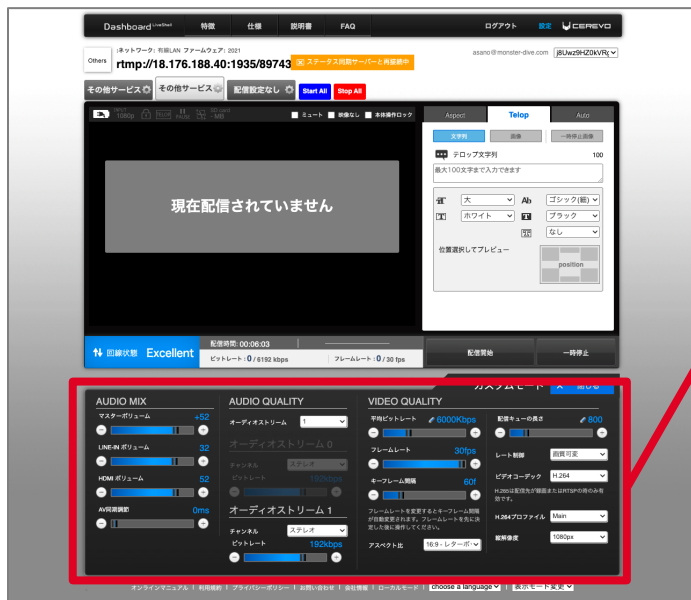 Dashboard LiveShell 特徴 仕様 説明書 FAQ ログアウト 設定 CEREVO
Others
:ネットワーク: 有線LAN ファームウェア: 2021
rtmp://18.176.188.40:1935/89743
ステータス同期サーバーと再接続中
asano@monster-dive.com
j8Uwz9HZ0kVR(
その他サービス その他サービス 配信設定なし Start All Stop All
INPUT 1080p PAUSE SD card - MB ミュート 映像なし 本体操作ロック
現在配信されていません
Aspect Telop Auto
文字列 画像 一時停止画像
テロップ文字列 100
最大100文字まで入力できます
大 Ab ゴシック(細)
ホワイト ブラック
なし
位置選択してプレビュー
position
回線状態 Excellent
配信時間: 00:06:03
ビットレート : 0 / 6192 kbps フレームレート : 0 / 30 fps
配信開始 一時停止
カスタムモード × 閉じる
AUDIO MIX
マスターボリューム +52
LINE-IN ボリューム 32
HDMI ボリューム 52
AV同期調節 0ms
AUDIO QUALITY
オーディオストリーム 1
オーディオストリーム 0
チャンネル ステレオ
ビットレート 192kbps
オーディオストリーム 1
チャンネル ステレオ
ビットレート 192kbps
VIDEO QUALITY
平均ビットレート 6000Kbps
フレームレート 30fps
キーフレーム間隔 60f
フレームレートを変更するとキーフレーム間隔
が自動変更されます。フレームレートを先に決
定した後に操作してください。
アスペクト比 16:9 - レターボ
配信キューの長さ 800
レート制御 画質可変
ビデオコーデック H.264
H.265は配信先が録画またはRTSPの時のみ有
効です。
H.264プロファイル Main
縦解像度 1080px
オンラインマニュアル | 利用規約 | プライバシーポリシー | お問い合わせ | 会社情報 | ローカルモード | choose a language | 表示モード変更